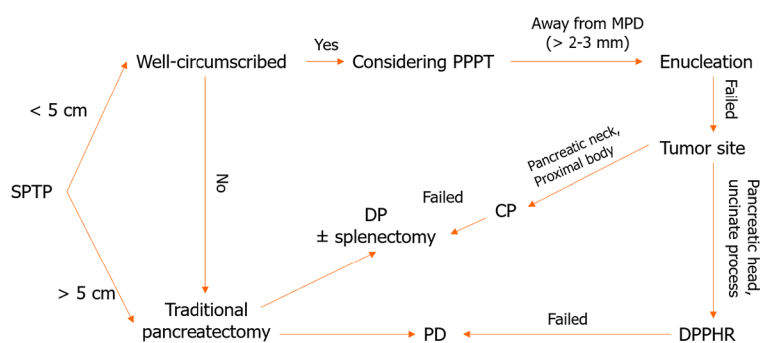 Away from MPD
(> 2-3 mm)
Yes
Well-circumscribed
Considering PPPT
Enucleation
Failed
< 5 cm
Pancreatic neck,
Proximal body
Tumor site
No
SPTP
Failed
CP
DP
± splenectomy
Pancreatic head,
uncinate process
> 5 cm
Traditional
pancreatectomy
PD
Failed
DPPHR